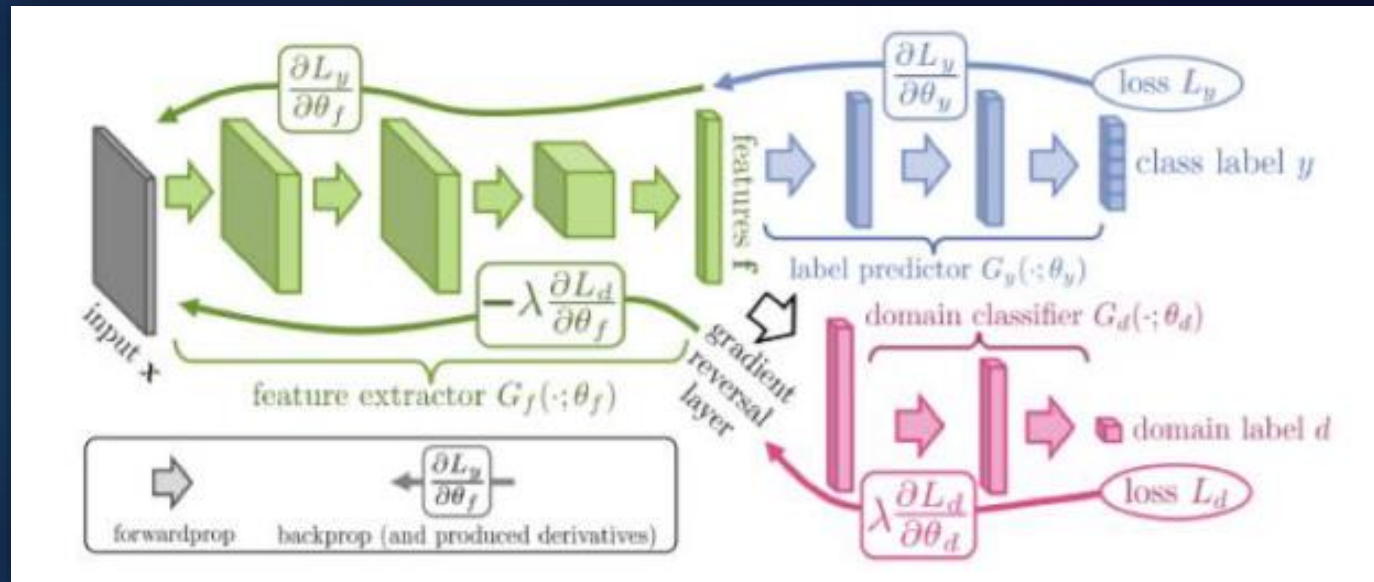 ∂L_y/∂θ_f
∂L_y/∂θ_y
loss L_y
features f
class label y
label predictor G_y(·; θ_y)
input x
−λ ∂L_d/∂θ_f
feature extractor G_f(·; θ_f)
gradient
reversal
layer
domain classifier G_d(·; θ_d)
domain label d
λ ∂L_d/∂θ_d
loss L_d
∂L_y/∂θ_f
forwardprop
backprop (and produced derivatives)